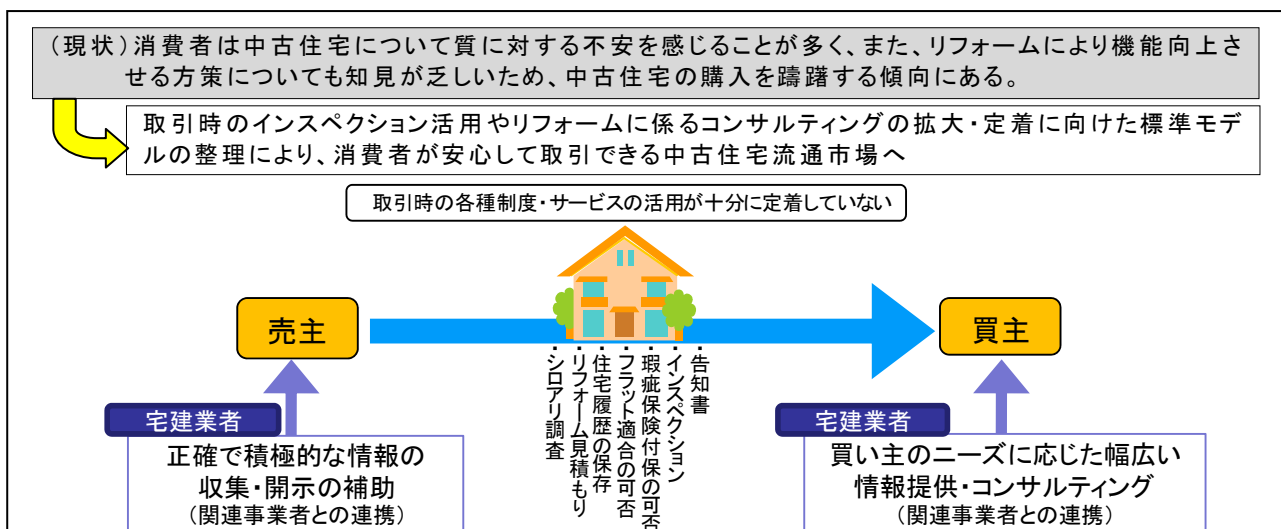 （現状）消費者は中古住宅について質に対する不安を感じることが多く、また、リフォームにより機能向上さ
せる方策についても知見が乏しいため、中古住宅の購入を躊躇する傾向にある。
取引時のインスペクション活用やリフォームに係るコンサルティングの拡大・定着に向けた標準モデ
ルの整理により、消費者が安心して取引できる中古住宅流通市場へ
取引時の各種制度・サービスの活用が十分に定着していない
売主
買主
・告知書
・インスペクション
・瑕疵保険付保の可否
・フラット適合の可否
・住宅履歴の保存
・リフォーム見積もり
・シロアリ調査
宅建業者
正確で積極的な情報の
収集・開示の補助
（関連事業者との連携）
宅建業者
買い主のニーズに応じた幅広い
情報提供・コンサルティング
（関連事業者との連携）